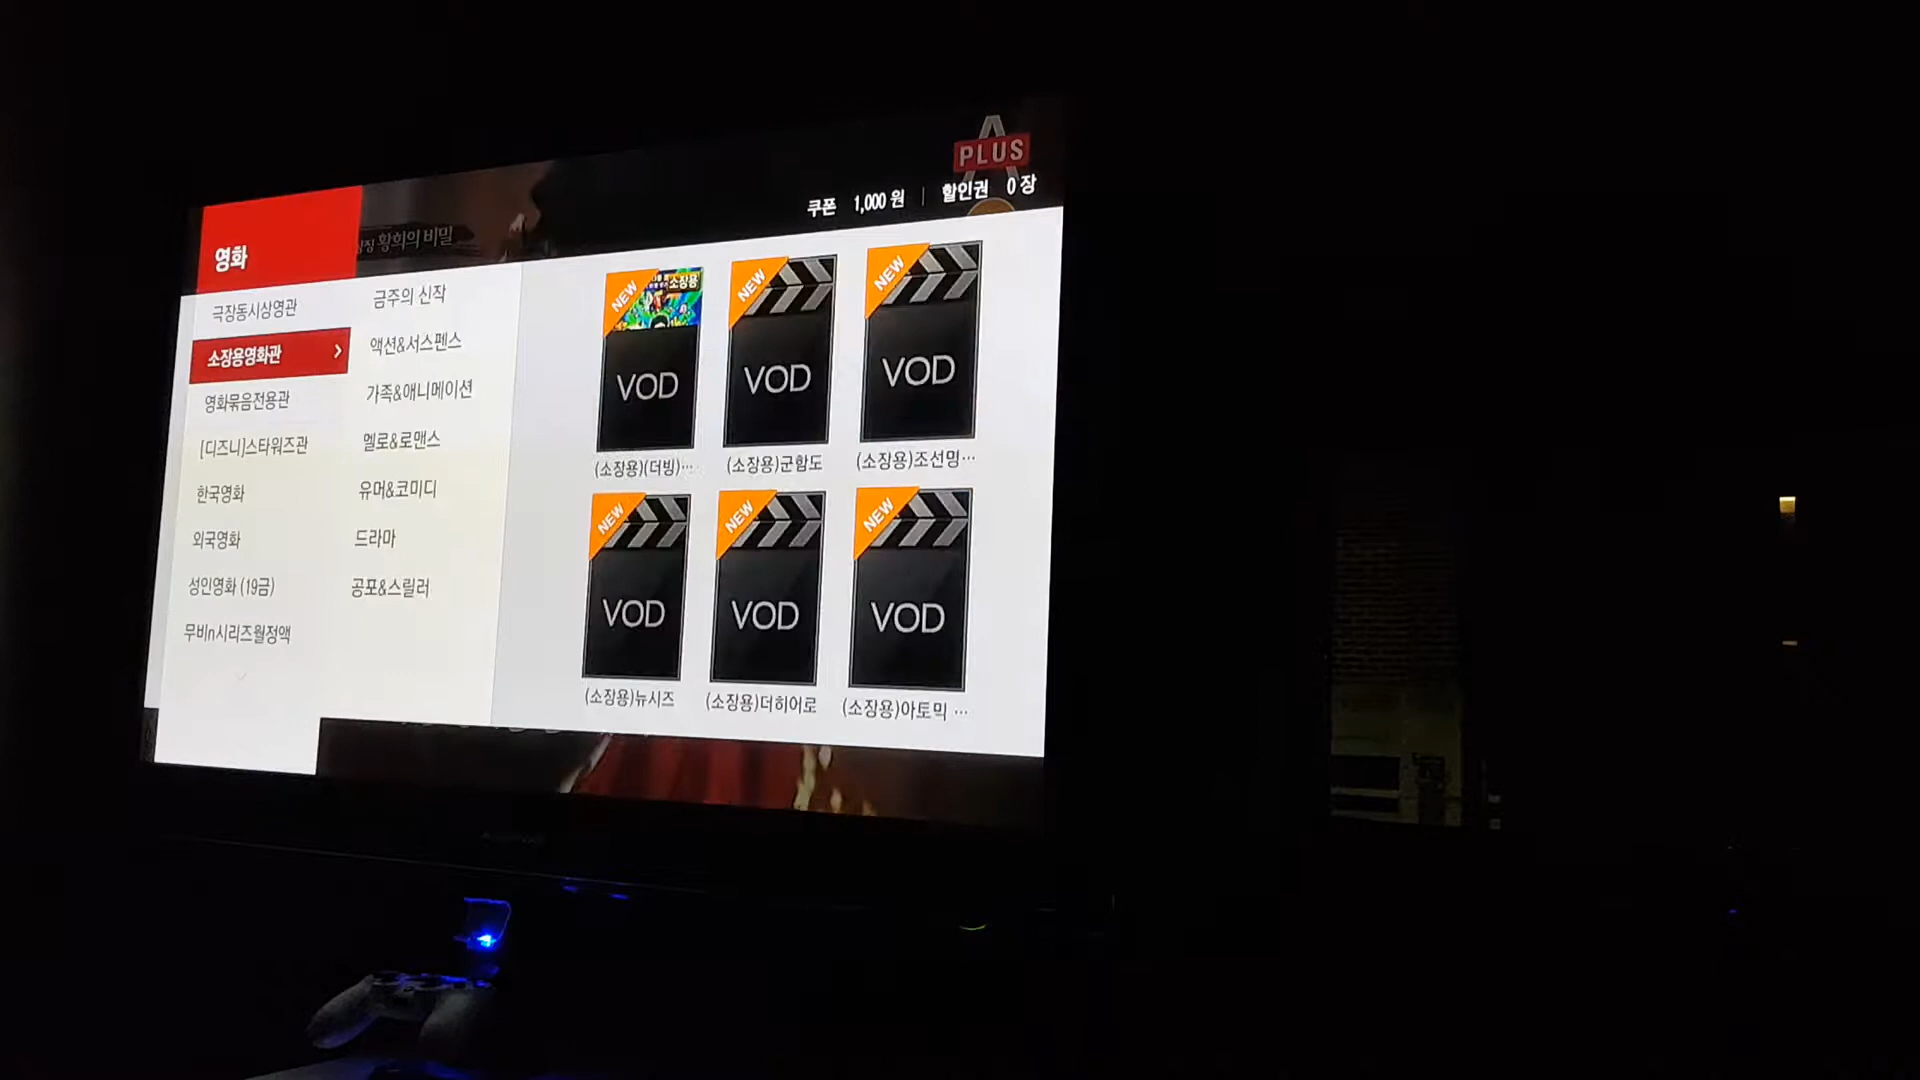 PLUS
쿠폰 1,000 원 | 할인권 0 장
황희의 비밀
영화
극장동시상영관
소장용영화관
영화묶음전용관
[디즈니]스타워즈관
한국영화
외국영화
성인영화 (19금)
무비n시리즈월정액
금주의 신작
액션&서스펜스
가족&애니메이션
멜로&로맨스
유머&코미디
드라마
공포&스릴러
NEW
소장용
VOD
(소장용)(더빙)…
NEW
VOD
(소장용)군함도
NEW
VOD
(소장용)조선명…
NEW
VOD
(소장용)뉴시즈
NEW
VOD
(소장용)더히어로
NEW
VOD
(소장용)아토믹 …